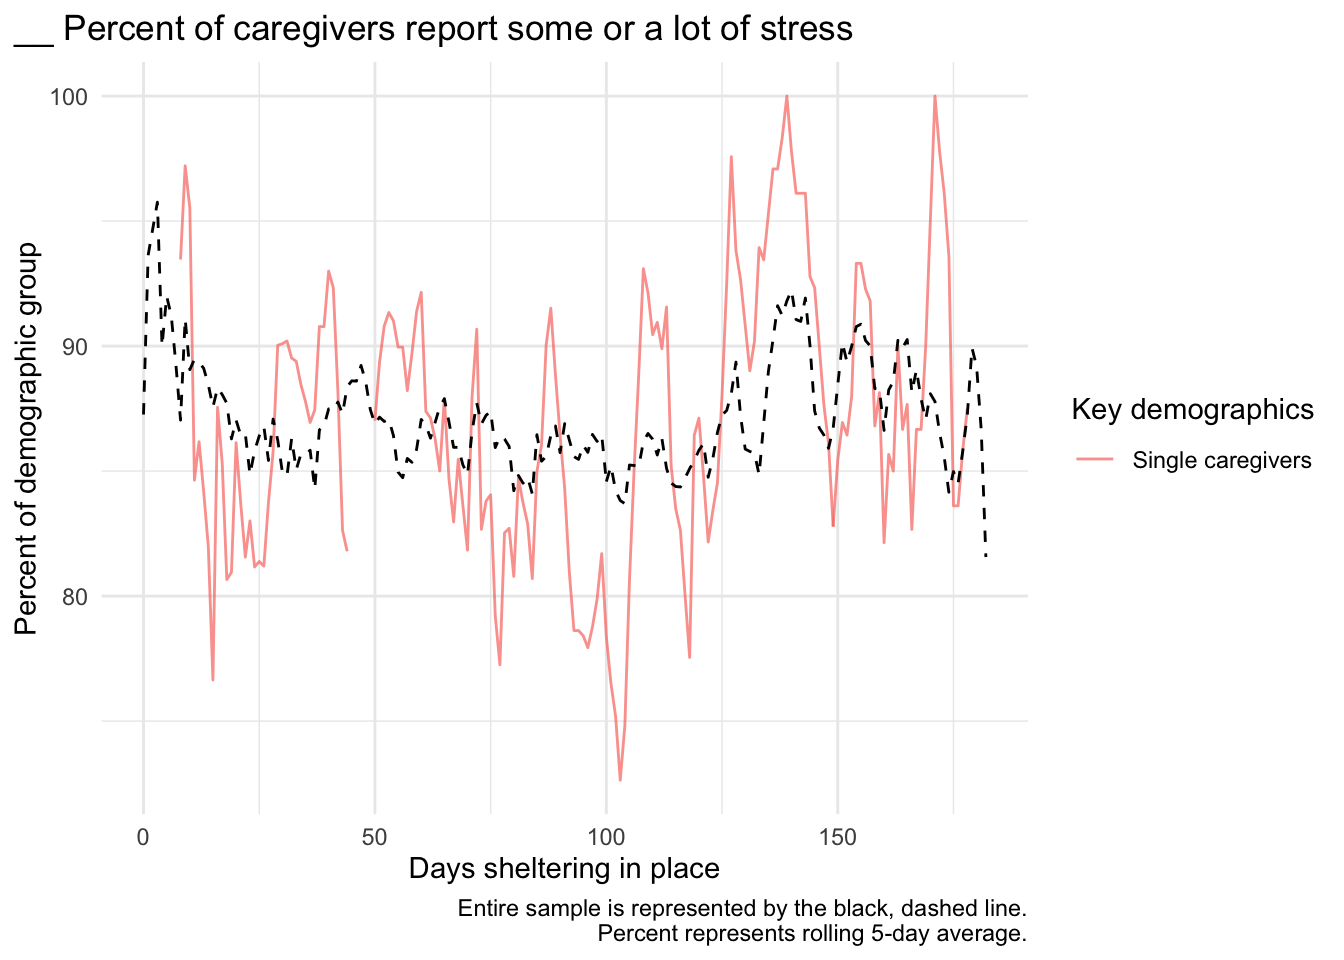 __ Percent of caregivers report some or a lot of stress
100
90
80
Percent of demographic group
0 50 100 150
Days sheltering in place
Key demographics
Single caregivers
Entire sample is represented by the black, dashed line.
Percent represents rolling 5-day average.